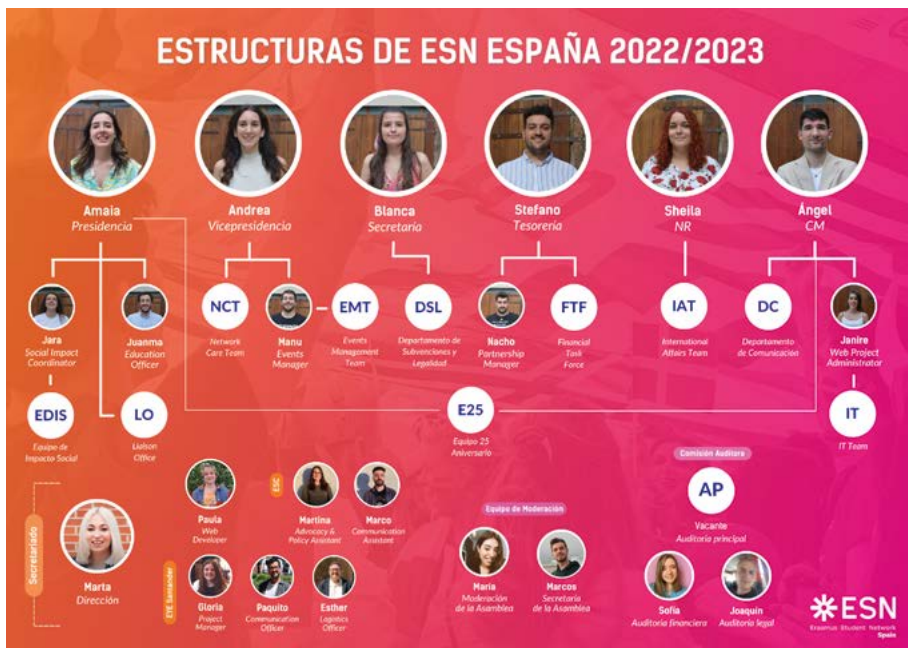 ESTRUCTURAS DE ESN ESPAÑA 2022/2023
Amaia
Presidencia
Andrea
Vicepresidencia
Blanca
Secretaría
Stefano
Tesorería
Sheila
NR
Ángel
CM
Jara
Social Impact
Coordinator
Juanma
Education
Officer
NCT
Network
Care Team
Manu
Events
Manager
EMT
Events
Management
Team
DSL
Departamento de
Subvenciones y
Legalidad
Nacho
Partnership
Manager
FTF
Financial
Task
Force
IAT
International
Affairs Team
DC
Departamento
de Comunicación
Janire
Web Project
Administrator
EDIS
Equipo de
Impacto Social
LO
Liaison
Office
E25
Equipo 25
Aniversario
IT
IT Team
Secretariado
Marta
Dirección
Paula
Web
Developer
ESC
Martina
Advocacy &
Policy Assistant
Marco
Communication
Assistant
EYE Santander
Gloria
Project
Manager
Paquito
Communication
Officer
Esther
Logistics
Officer
Equipo de Moderación
María
Moderación
de la Asamblea
Marcos
Secretaría
de la Asamblea
Comisión Auditora
AP
Vacante
Auditoría principal
Sofía
Auditoría financiera
Joaquín
Auditoría legal
ESN
Erasmus Student Network
Spain